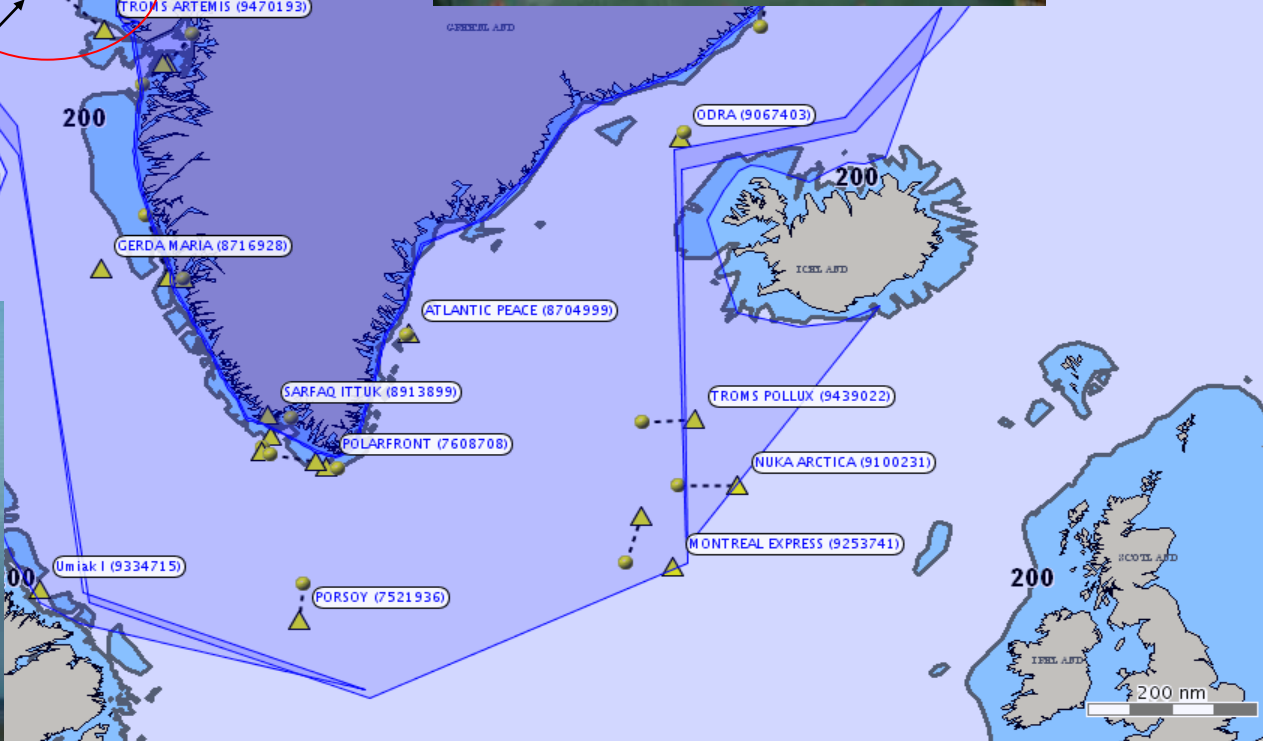 TROMS ARTEMIS (9470193)
ODRA (9067403)
200
200
GERDA MARIA (8716928)
ICELAND
ATLANTIC PEACE (8704999)
SARFAQ ITTUK (8913899)
TROMS POLLUX (9439022)
POLARFRONT (7608708)
NUKA ARCTICA (9100231)
MONTREAL EXPRESS (9253741)
SCOTLAND
Umiak I (9334715)
00
200
PORSOY (7521936)
200 nm